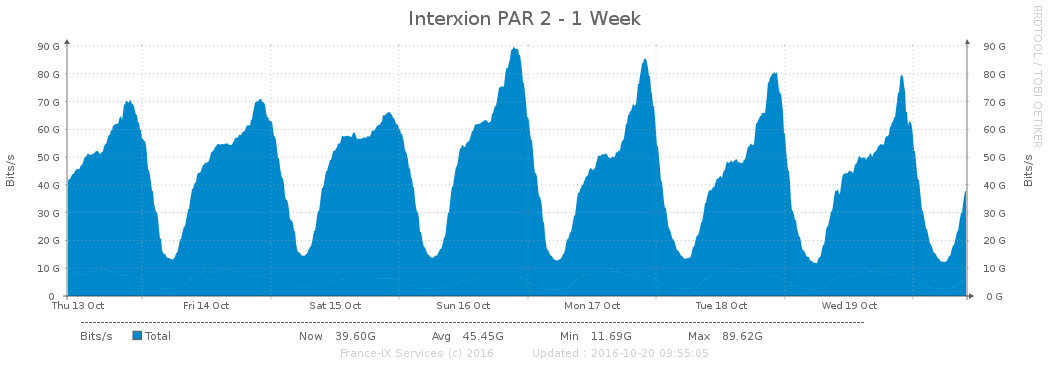 Interxion PAR 2 - 1 Week
RRDTOOL / TOBI OETIKER
Bits/s
90 G
80 G
70 G
60 G
50 G
40 G
30 G
20 G
10 G
0
90 G
80 G
70 G
60 G
50 G
40 G
30 G
20 G
10 G
0 G
Bits/s
Thu 13 Oct Fri 14 Oct Sat 15 Oct Sun 16 Oct Mon 17 Oct Tue 18 Oct Wed 19 Oct
Bits/s Total Now 39.60G Avg 45.45G Min 11.69G Max 89.62G
France-IX Services (c) 2016 Updated : 2016-10-20 09:55:05